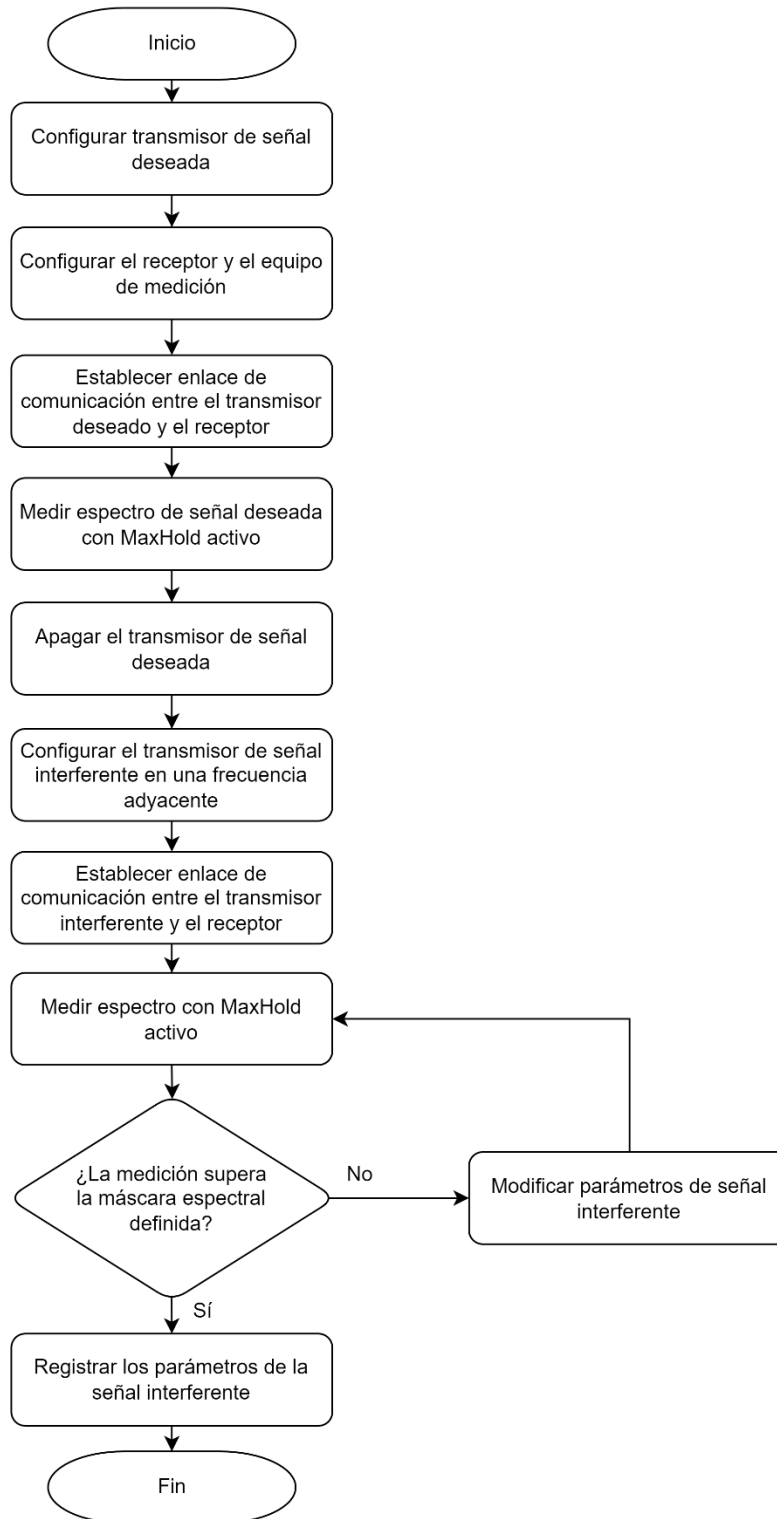 Inicio
Configurar transmisor de señal
deseada
Configurar el receptor y el equipo
de medición
Establecer enlace de
comunicación entre el transmisor
deseado y el receptor
Medir espectro de señal deseada
con MaxHold activo
Apagar el transmisor de señal
deseada
Configurar el transmisor de señal
interferente en una frecuencia
adyacente
Establecer enlace de
comunicación entre el transmisor
interferente y el receptor
Medir espectro con MaxHold
activo
¿La medición supera
la máscara espectral
definida?
No
Modificar parámetros de señal
interferente
Sí
Registrar los parámetros de la
señal interferente
Fin